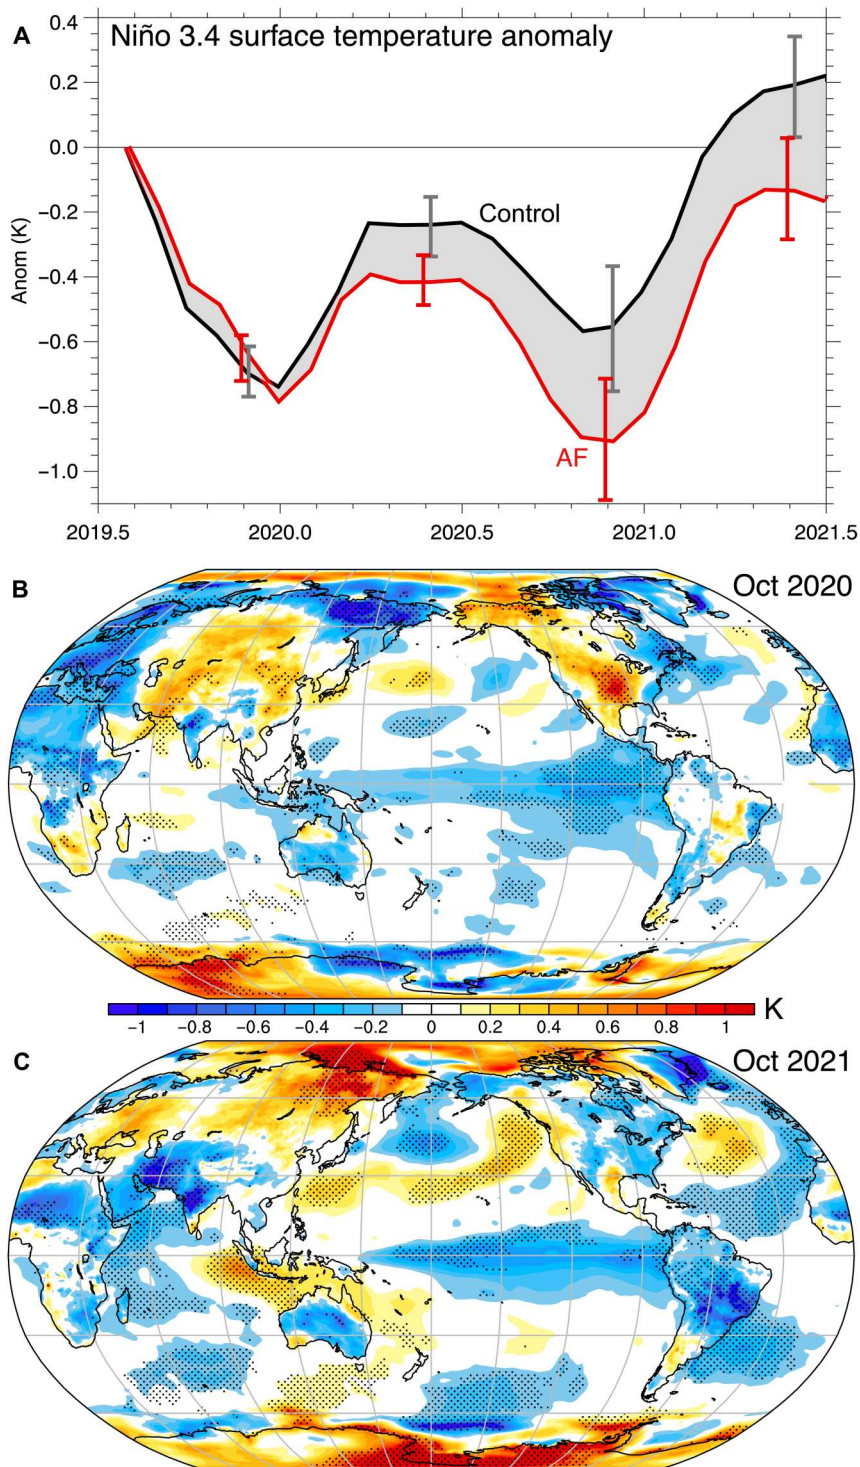 A
Niño 3.4 surface temperature anomaly
0.4
0.2
0.0
−0.2
−0.4
−0.6
−0.8
−1.0
Anom (K)
Control
AF
2019.5 2020.0 2020.5 2021.0 2021.5
B
Oct 2020
−1 −0.8 −0.6 −0.4 −0.2 0 0.2 0.4 0.6 0.8 1 K
C
Oct 2021